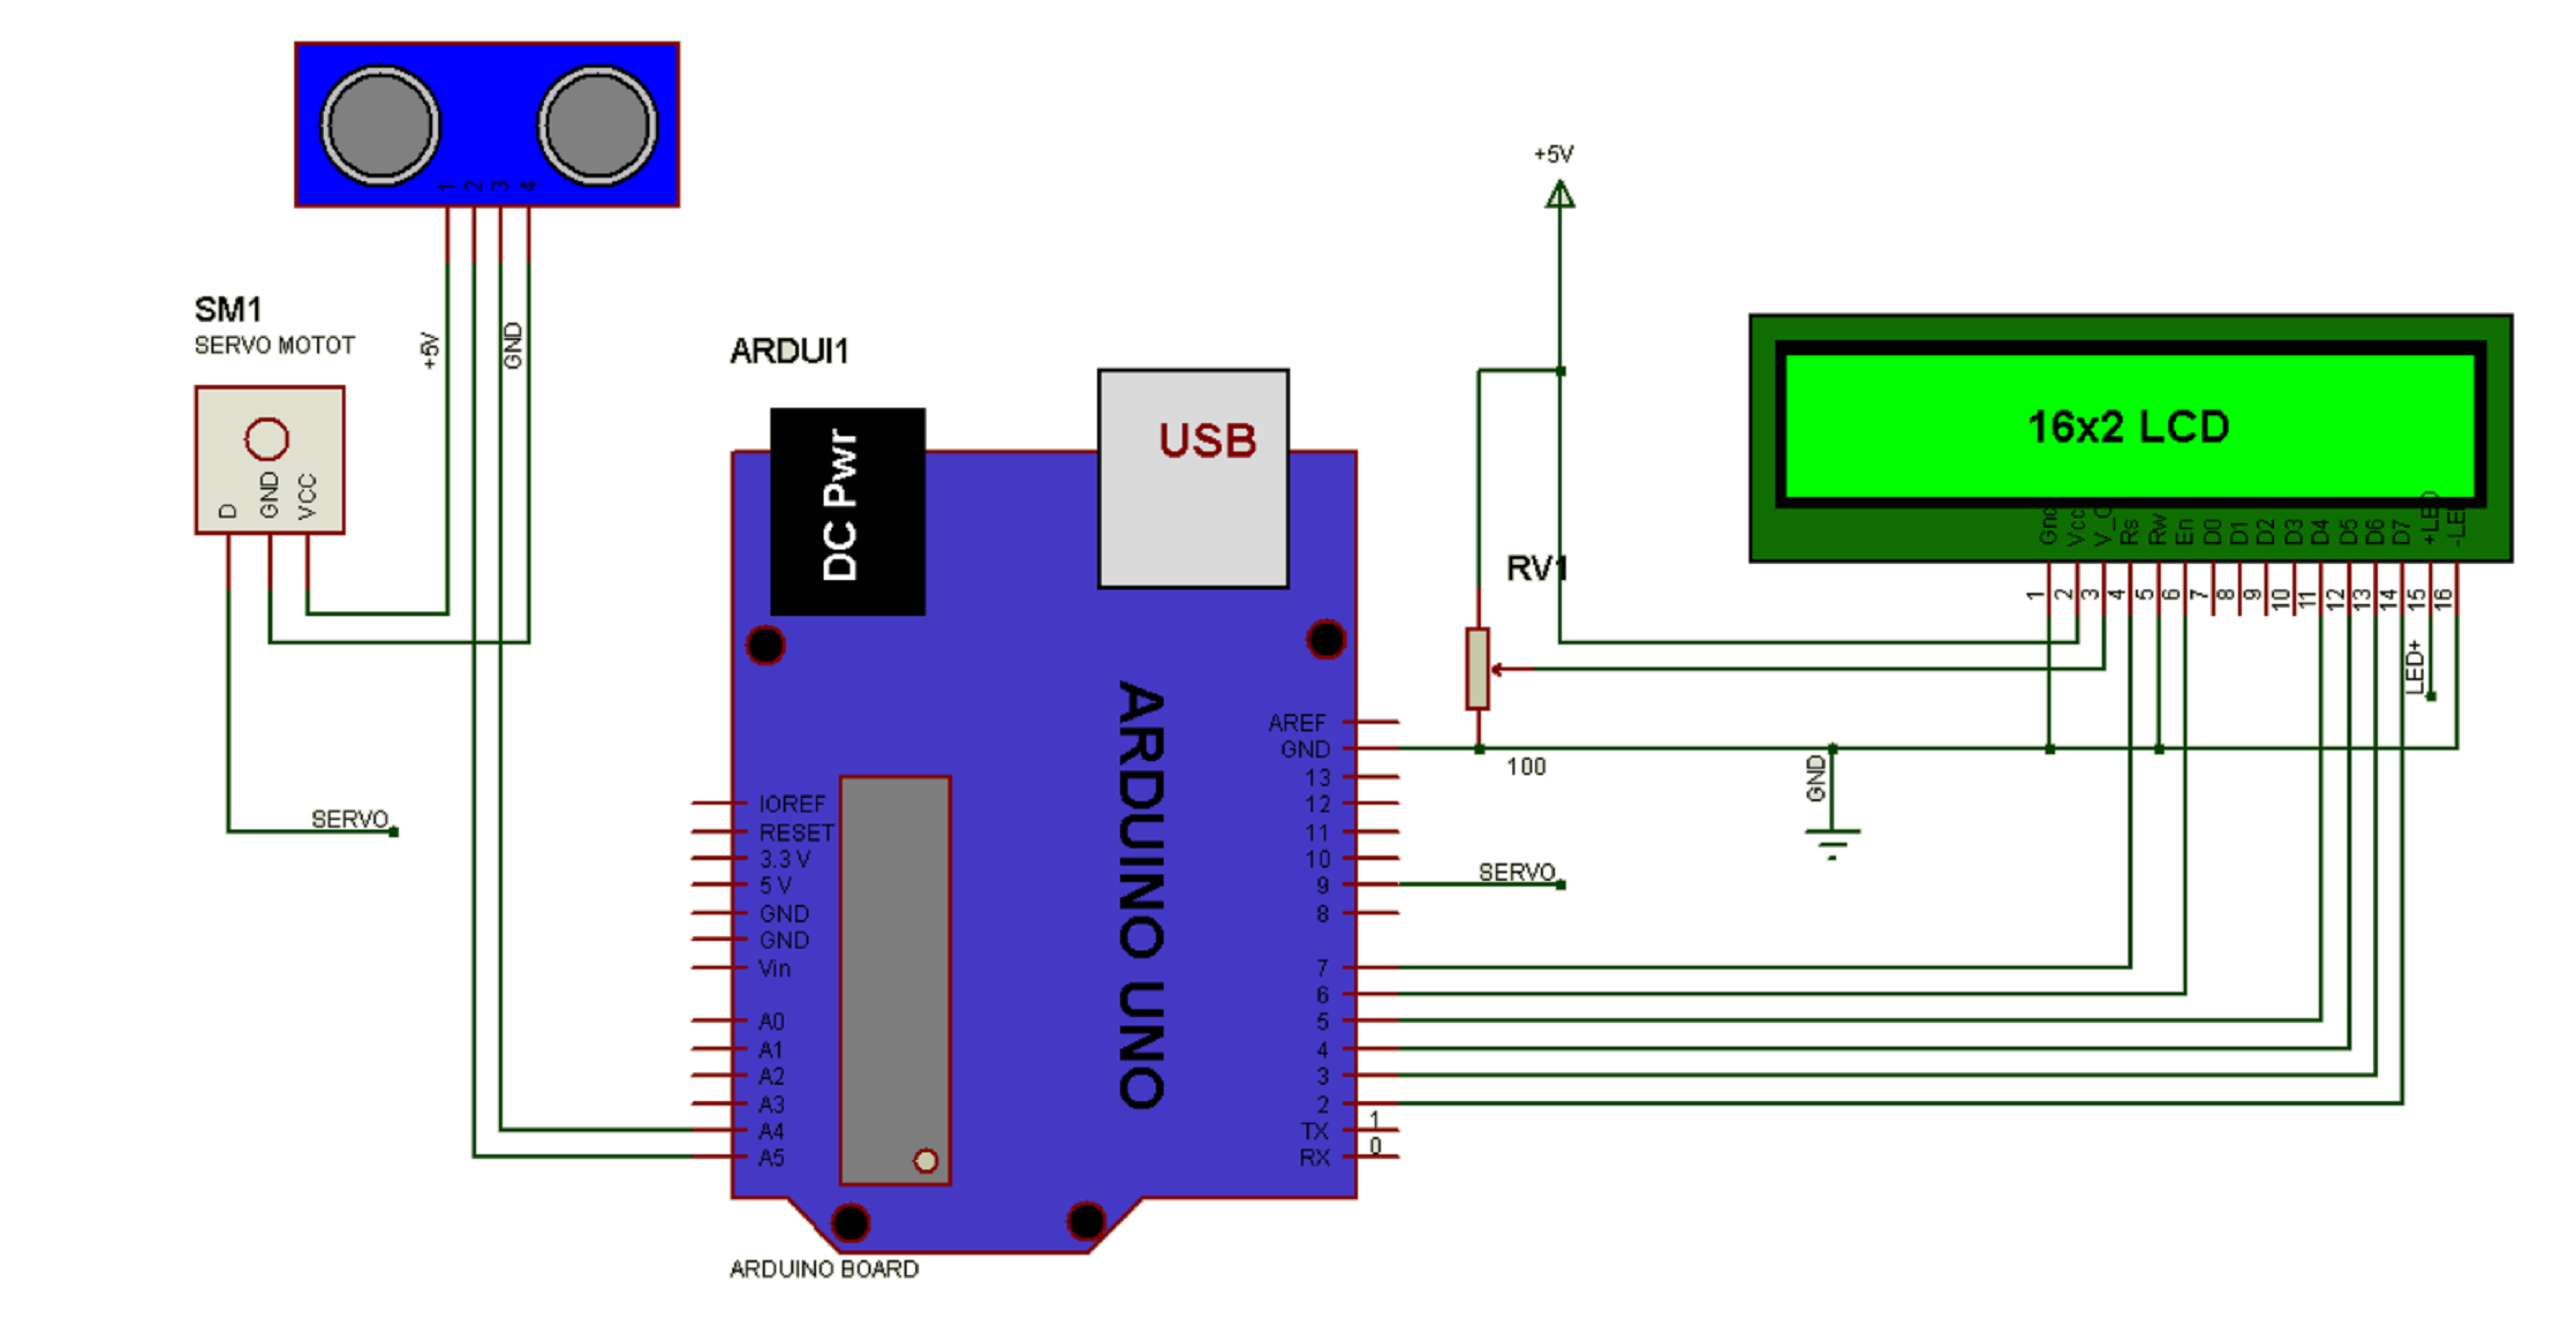 1 2 3 4
SM1
SERVO MOTOT
+5V
GND
D
GND
VCC
SERVO
ARDUI1
DC Pwr
USB
ARDUINO UNO
IOREF
RESET
3.3 V
5 V
GND
GND
Vin
A0
A1
A2
A3
A4
A5
AREF
GND
13
12
11
10
9
8
7
6
5
4
3
2
TX 1
RX 0
ARDUINO BOARD
+5V
RV1
100
GND
SERVO
16x2 LCD
Gnd Vcc Rs Rw En D0 D1 D2 D3 D4 D5 D6 D7 +LED
1 2 3 4 5 6 7 8 9 10 11 12 13 14 15 16
LED+